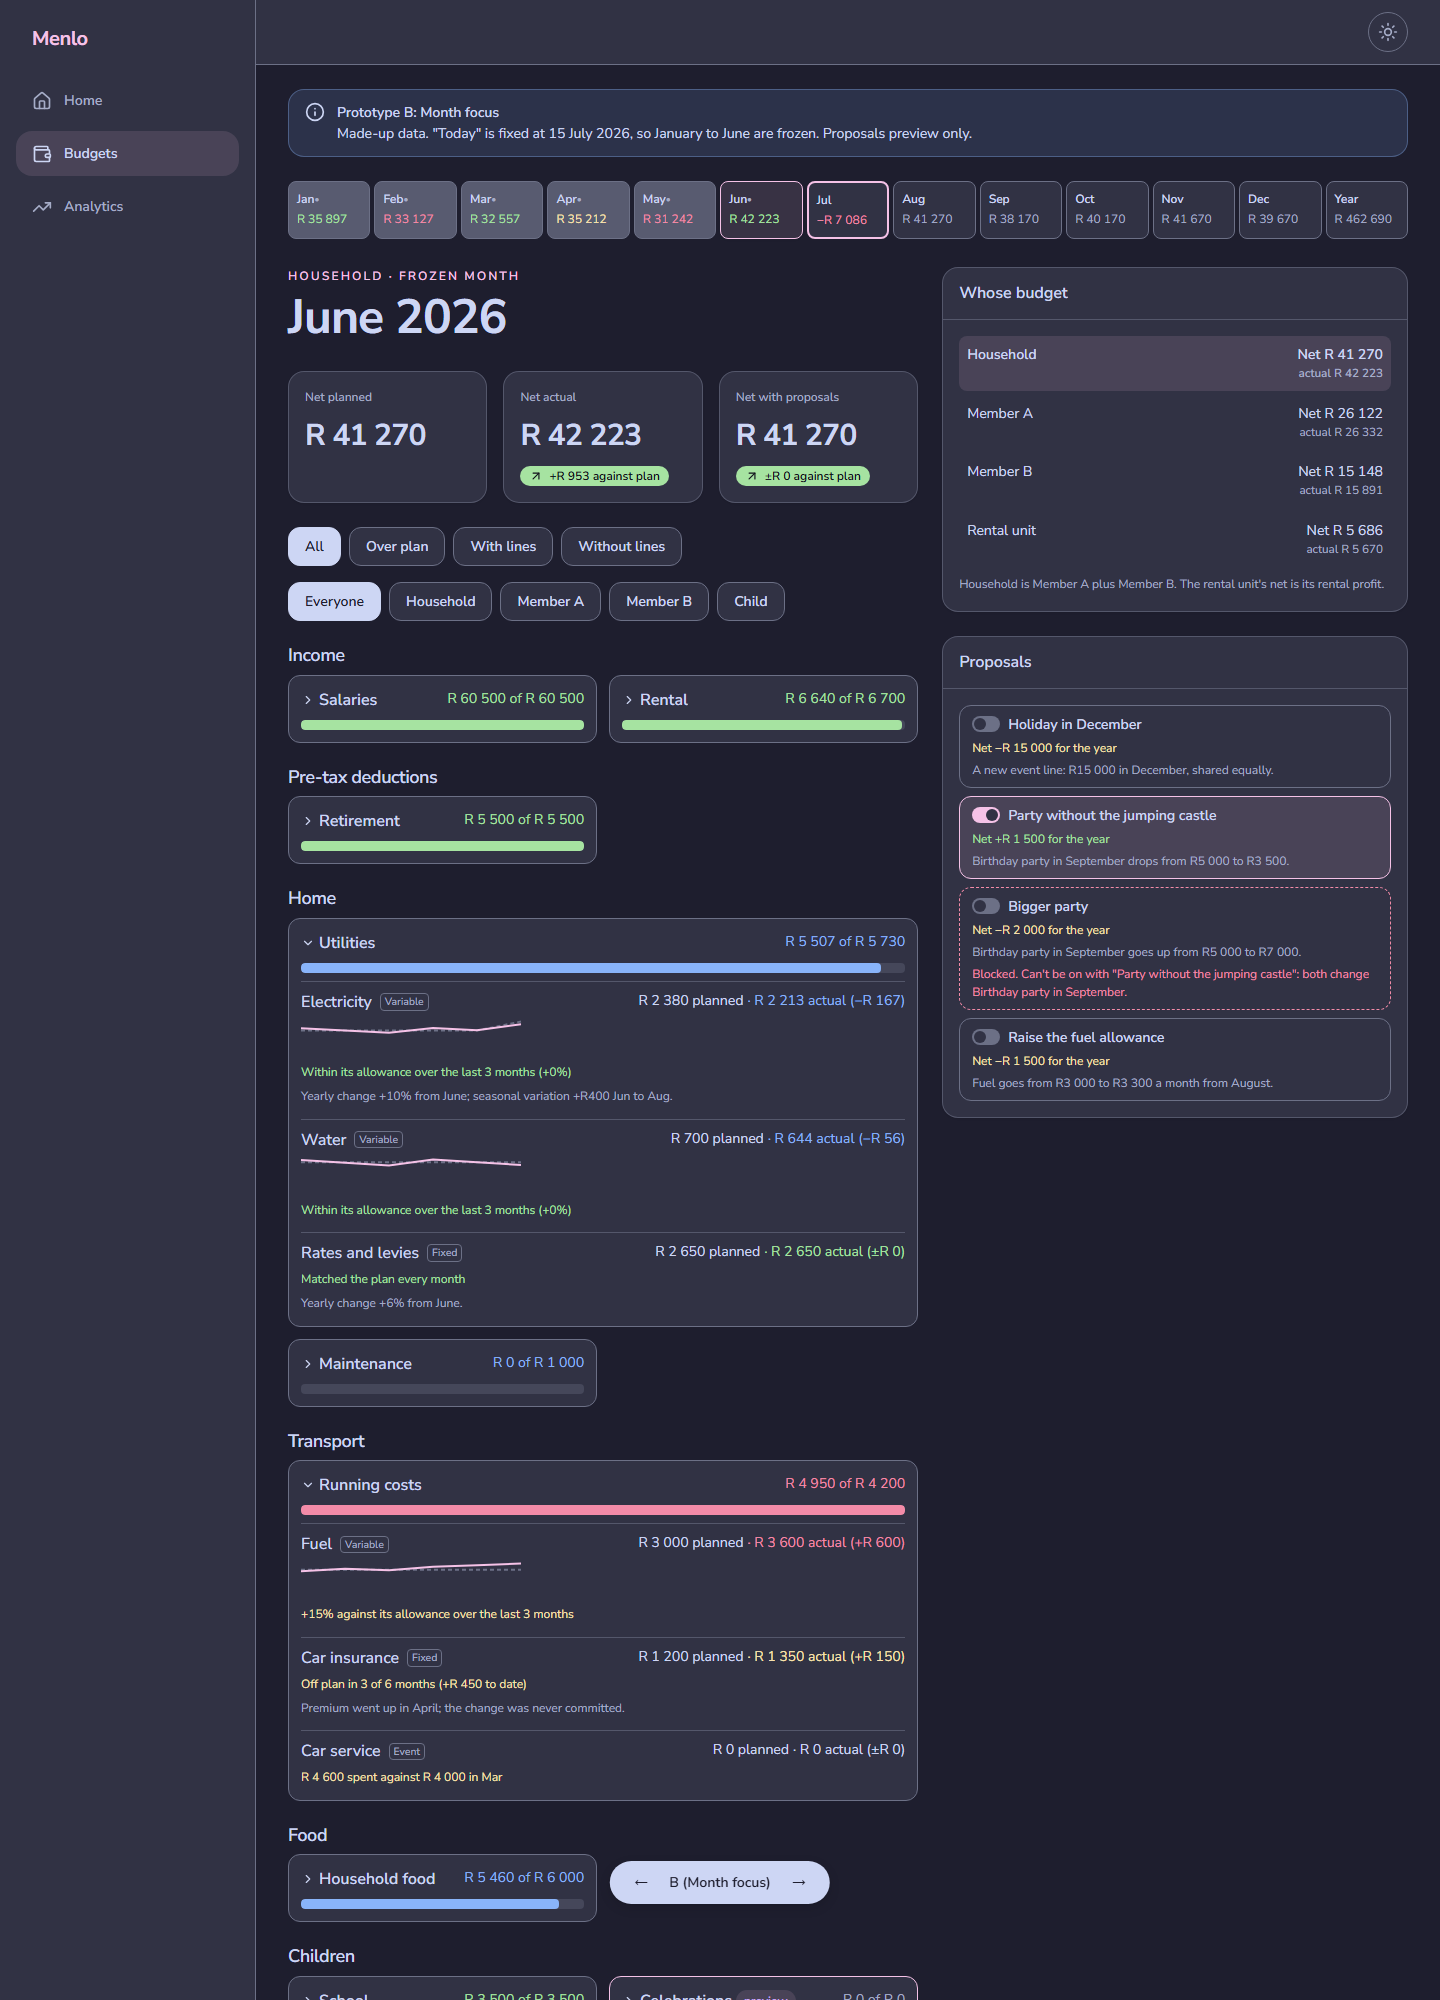 Menlo
Home
Budgets
Analytics
Prototype B: Month focus
Made-up data. "Today" is fixed at 15 July 2026, so January to June are frozen. Proposals preview only.
Jan•
R 35 897
Feb•
R 33 127
Mar•
R 32 557
Apr•
R 35 212
May•
R 31 242
Jun•
R 42 223
Jul
−R 7 086
Aug
R 41 270
Sep
R 38 170
Oct
R 40 170
Nov
R 41 670
Dec
R 39 670
Year
R 462 690
HOUSEHOLD · FROZEN MONTH
June 2026
Net planned
R 41 270
Net actual
R 42 223
+R 953 against plan
Net with proposals
R 41 270
±R 0 against plan
All
Over plan
With lines
Without lines
Everyone
Household
Member A
Member B
Child
Income
Salaries R 60 500 of R 60 500
Rental R 6 640 of R 6 700
Pre-tax deductions
Retirement R 5 500 of R 5 500
Home
Utilities R 5 507 of R 5 730
Electricity Variable R 2 380 planned · R 2 213 actual (−R 167)
Within its allowance over the last 3 months (+0%)
Yearly change +10% from June; seasonal variation +R400 Jun to Aug.
Water Variable R 700 planned · R 644 actual (−R 56)
Within its allowance over the last 3 months (+0%)
Rates and levies Fixed R 2 650 planned · R 2 650 actual (±R 0)
Matched the plan every month
Yearly change +6% from June.
Maintenance R 0 of R 1 000
Transport
Running costs R 4 950 of R 4 200
Fuel Variable R 3 000 planned · R 3 600 actual (+R 600)
+15% against its allowance over the last 3 months
Car insurance Fixed R 1 200 planned · R 1 350 actual (+R 150)
Off plan in 3 of 6 months (+R 450 to date)
Premium went up in April; the change was never committed.
Car service Event R 0 planned · R 0 actual (±R 0)
R 4 600 spent against R 4 000 in Mar
Food
Household food R 5 460 of R 6 000
← B (Month focus) →
Children
School R 3 500 of R 3 500
Celebrations preview R 0 of R 0
Whose budget
Household Net R 41 270
actual R 42 223
Member A Net R 26 122
actual R 26 332
Member B Net R 15 148
actual R 15 891
Rental unit Net R 5 686
actual R 5 670
Household is Member A plus Member B. The rental unit's net is its rental profit.
Proposals
Holiday in December
Net −R 15 000 for the year
A new event line: R15 000 in December, shared equally.
Party without the jumping castle
Net +R 1 500 for the year
Birthday party in September drops from R5 000 to R3 500.
Bigger party
Net −R 2 000 for the year
Birthday party in September goes up from R5 000 to R7 000.
Blocked. Can't be on with "Party without the jumping castle": both change
Birthday party in September.
Raise the fuel allowance
Net −R 1 500 for the year
Fuel goes from R3 000 to R3 300 a month from August.